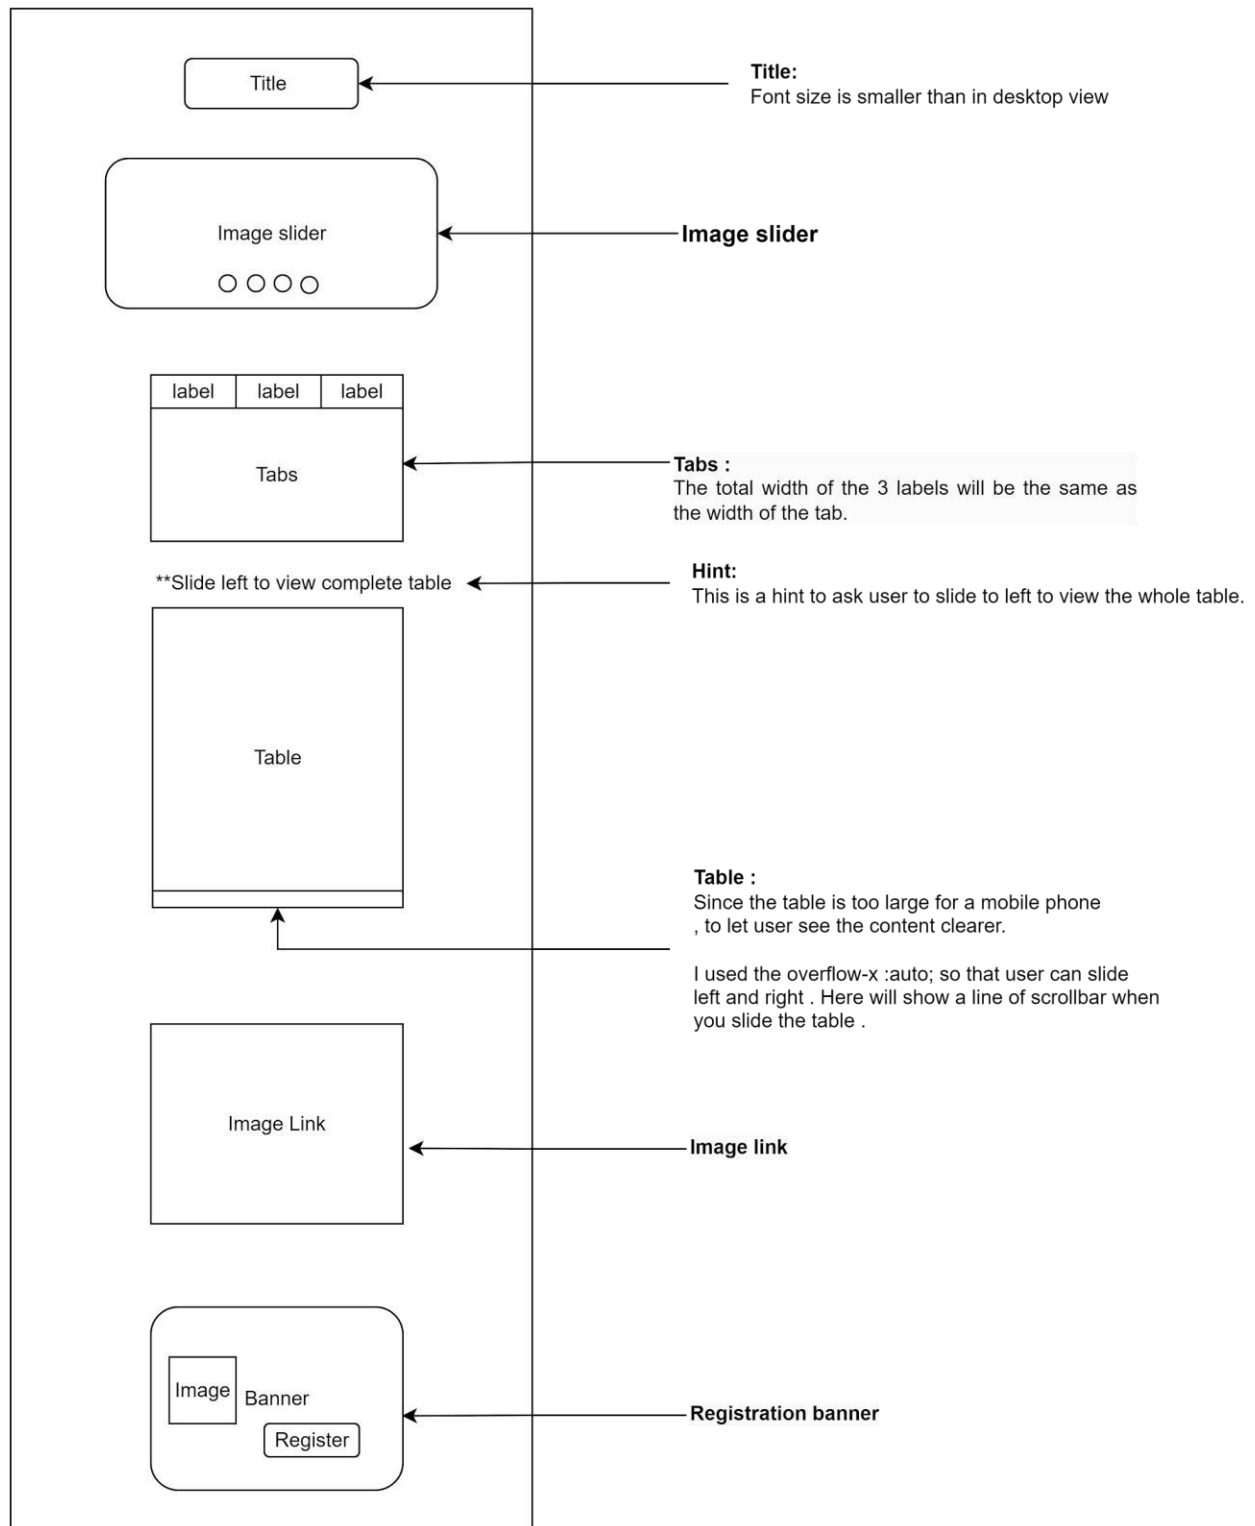 Title
Title:
Font size is smaller than in desktop view
Image slider
Image slider
label label label
Tabs
Tabs :
The total width of the 3 labels will be the same as
the width of the tab.
**Slide left to view complete table
Hint:
This is a hint to ask user to slide to left to view the whole table.
Table
Table :
Since the table is too large for a mobile phone
, to let user see the content clearer.
I used the overflow-x :auto; so that user can slide
left and right . Here will show a line of scrollbar when
you slide the table .
Image Link
Image link
Image
Banner
Register
Registration banner